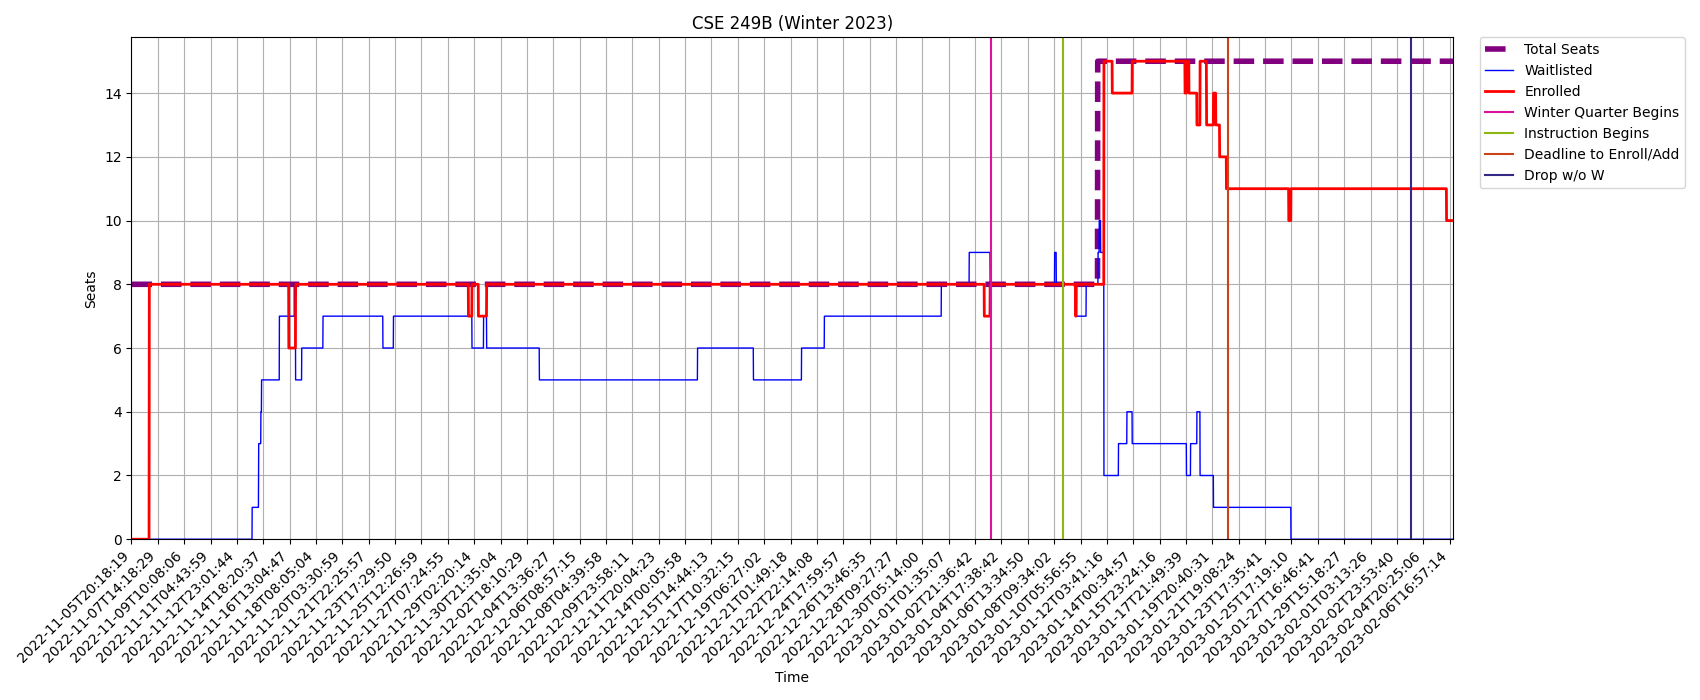 CSE 249B (Winter 2023)
Total Seats
Waitlisted
Enrolled
Winter Quarter Begins
Instruction Begins
Deadline to Enroll/Add
Drop w/o W
Seats
14
12
10
8
6
4
2
0
2022-11-05T20:18:19
2022-11-07T14:18:29
2022-11-09T10:08:06
2022-11-11T04:43:59
2022-11-12T23:01:44
2022-11-14T18:20:37
2022-11-16T13:04:47
2022-11-18T08:05:04
2022-11-20T03:30:59
2022-11-21T22:25:57
2022-11-23T17:29:50
2022-11-25T12:26:59
2022-11-27T07:24:55
2022-11-29T02:20:14
2022-11-30T21:35:04
2022-12-02T18:10:29
2022-12-04T13:36:27
2022-12-06T08:57:15
2022-12-08T04:39:58
2022-12-09T23:58:11
2022-12-11T20:04:23
2022-12-14T00:05:58
2022-12-15T14:44:13
2022-12-17T10:32:15
2022-12-19T06:27:02
2022-12-21T01:49:18
2022-12-22T22:14:08
2022-12-24T17:59:57
2022-12-26T13:46:35
2022-12-28T09:27:27
2022-12-30T05:14:00
2023-01-01T01:35:07
2023-01-02T21:36:42
2023-01-04T17:38:42
2023-01-06T13:34:50
2023-01-08T09:34:02
2023-01-10T05:56:55
2023-01-12T03:41:16
2023-01-14T00:34:57
2023-01-15T23:24:16
2023-01-17T21:49:39
2023-01-19T20:40:31
2023-01-21T19:08:24
2023-01-23T17:35:41
2023-01-25T17:19:10
2023-01-27T16:46:41
2023-01-29T15:18:27
2023-02-01T03:13:26
2023-02-02T23:53:40
2023-02-04T20:25:06
2023-02-06T16:57:14
Time